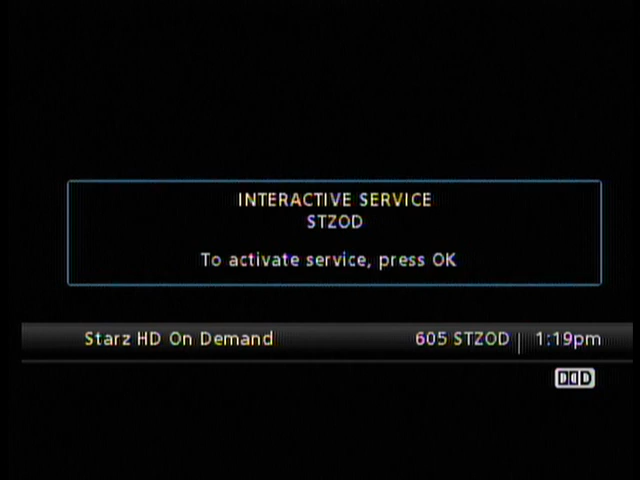 INTERACTIVE SERVICE
STZOD
To activate service, press OK
Starz HD On Demand 605 STZOD 1:19pm